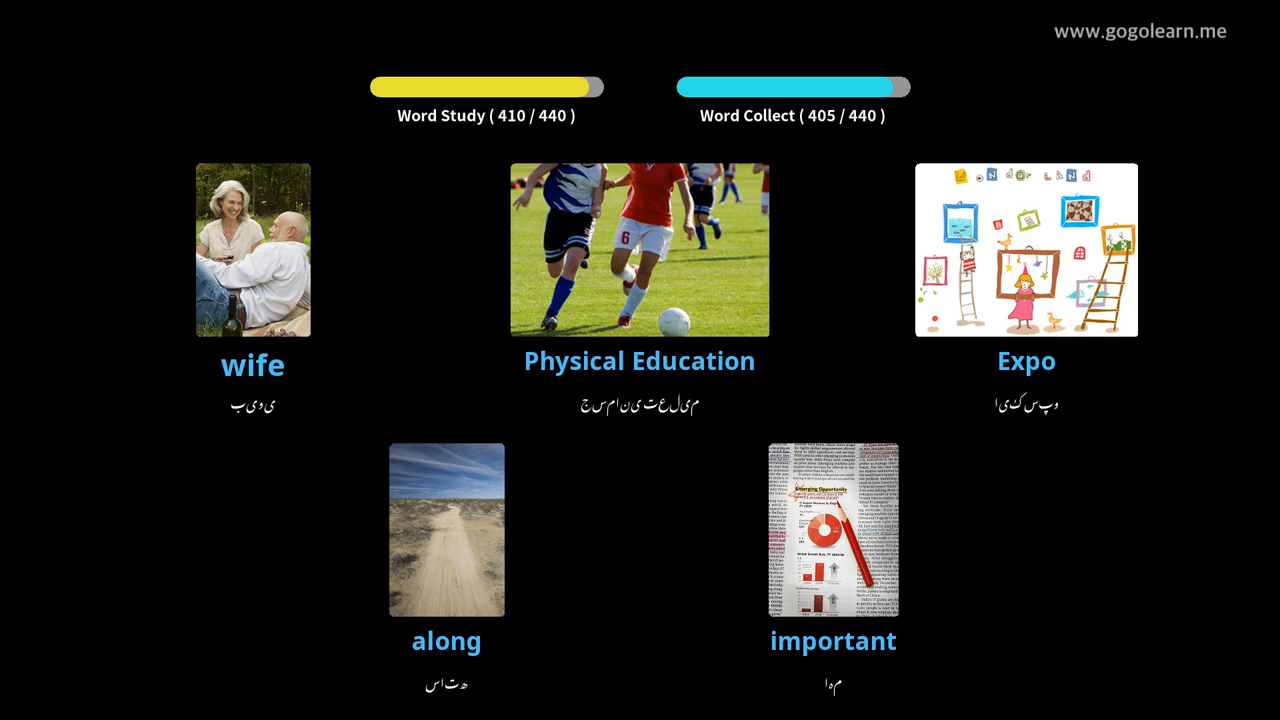 www.gogolearn.me
Word Study ( 410 / 440 )
Word Collect ( 405 / 440 )
wife
بیوی
Physical Education
جسمانی تعلیم
Expo
ایکسپو
along
ساتھ
important
اہم